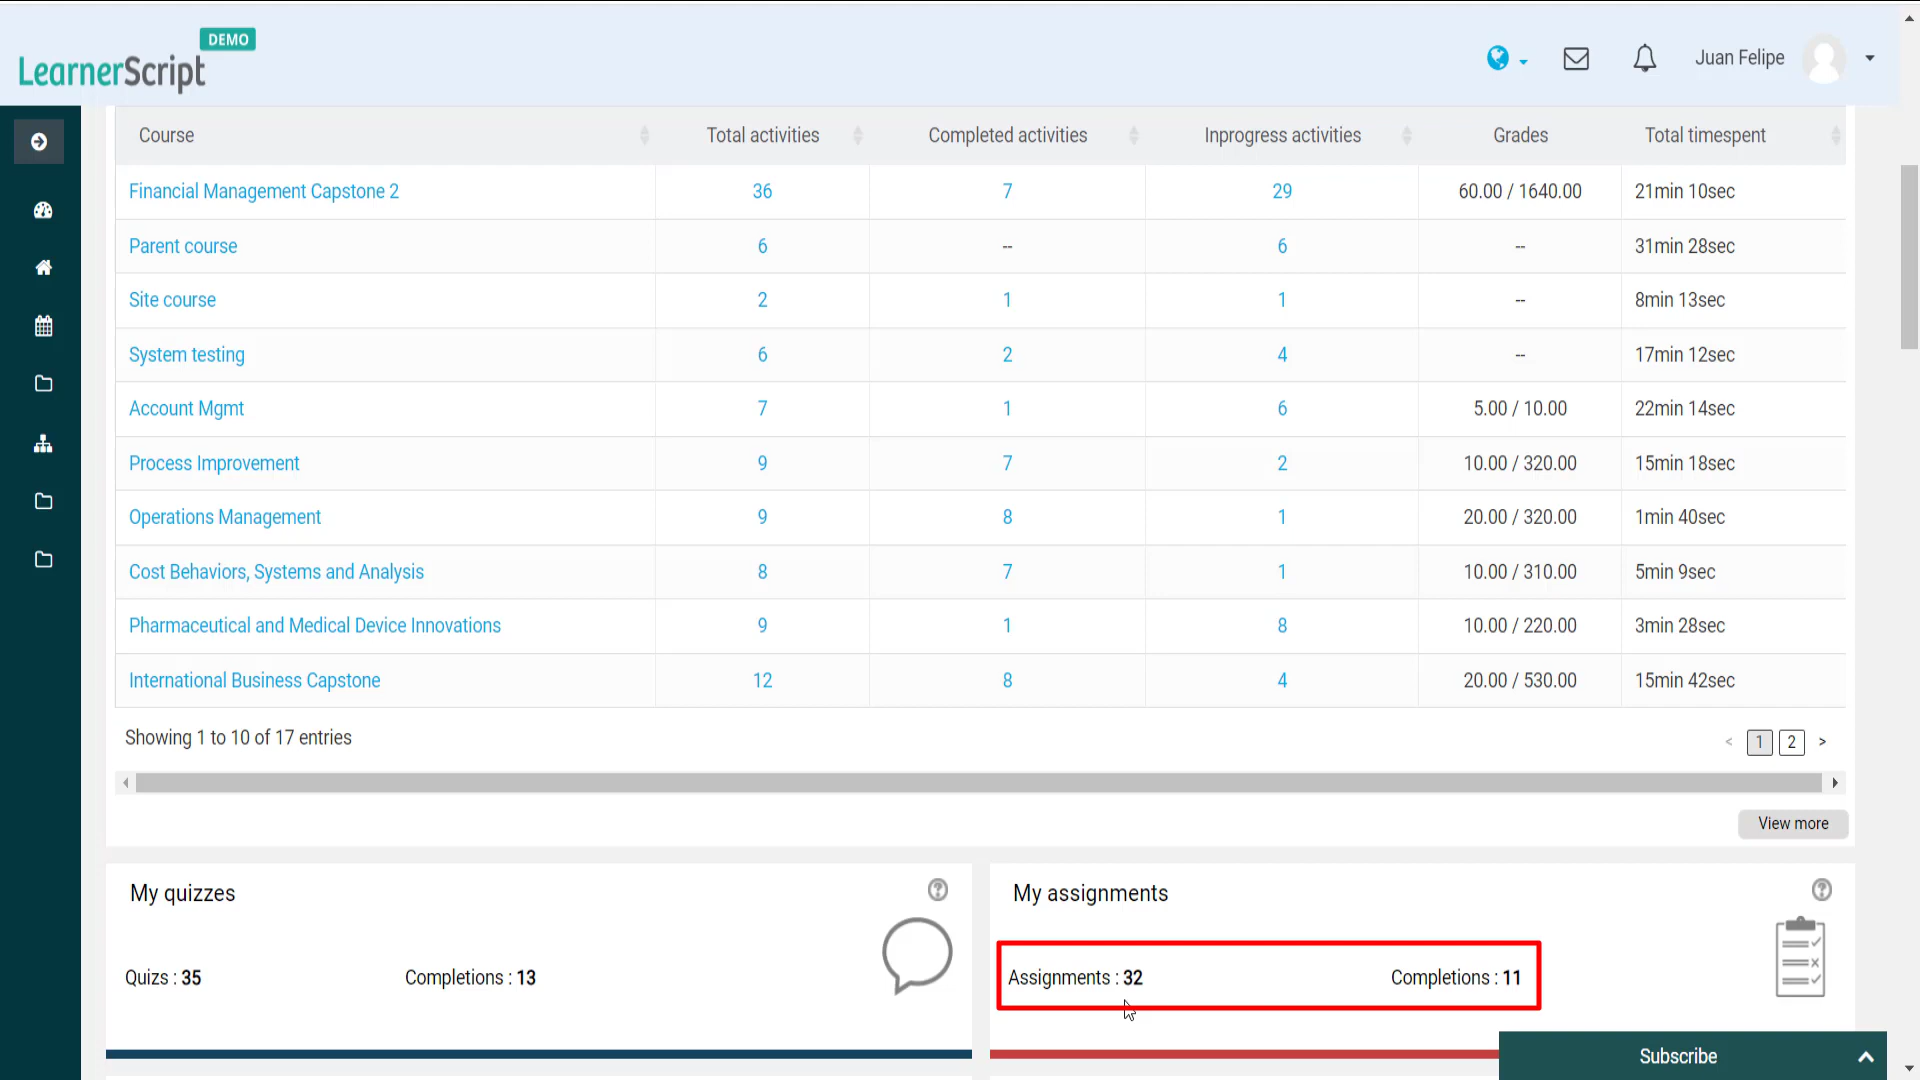 DEMO
LearnerScript
Juan Felipe
Course Total activities Completed activities Inprogress activities Grades Total timespent
Financial Management Capstone 2 36 7 29 60.00 / 1640.00 21min 10sec
Parent course 6 -- 6 -- 31min 28sec
Site course 2 1 1 -- 8min 13sec
System testing 6 2 4 -- 17min 12sec
Account Mgmt 7 1 6 5.00 / 10.00 22min 14sec
Process Improvement 9 7 2 10.00 / 320.00 15min 18sec
Operations Management 9 8 1 20.00 / 320.00 1min 40sec
Cost Behaviors, Systems and Analysis 8 7 1 10.00 / 310.00 5min 9sec
Pharmaceutical and Medical Device Innovations 9 1 8 10.00 / 220.00 3min 28sec
International Business Capstone 12 8 4 20.00 / 530.00 15min 42sec
Showing 1 to 10 of 17 entries < 1 2 >
View more
My quizzes
Quizs : 35 Completions : 13
My assignments
Assignments : 32 Completions : 11
Subscribe